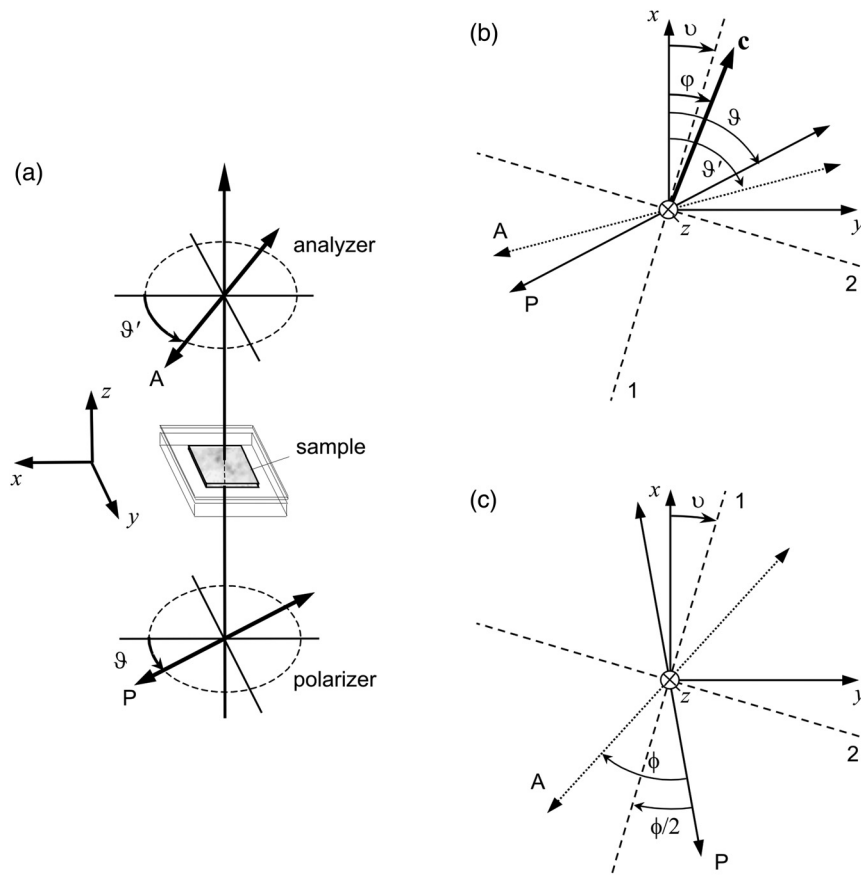 (a)
analyzer
ϑ′
A
z
x
y
sample
ϑ
P
polarizer
(b)
x
υ
c
φ
ϑ
ϑ′
A
P
z
y
2
1
(c)
x
υ
1
z
y
2
A
ϕ
ϕ/2
P